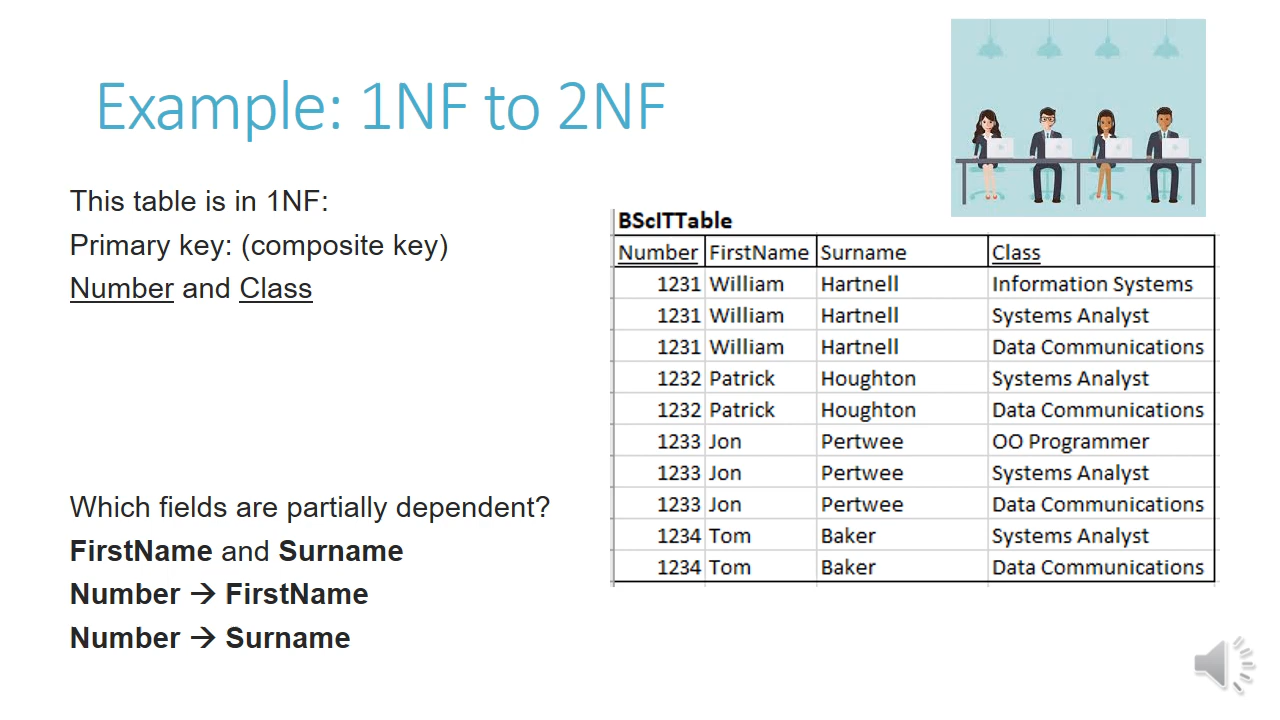 Example: 1NF to 2NF
This table is in 1NF:
Primary key: (composite key)
Number and Class
Which fields are partially dependent?
FirstName and Surname
Number → FirstName
Number → Surname
BScITTable
Number FirstName Surname Class
1231 William Hartnell Information Systems
1231 William Hartnell Systems Analyst
1231 William Hartnell Data Communications
1232 Patrick Houghton Systems Analyst
1232 Patrick Houghton Data Communications
1233 Jon Pertwee OO Programmer
1233 Jon Pertwee Systems Analyst
1233 Jon Pertwee Data Communications
1234 Tom Baker Systems Analyst
1234 Tom Baker Data Communications